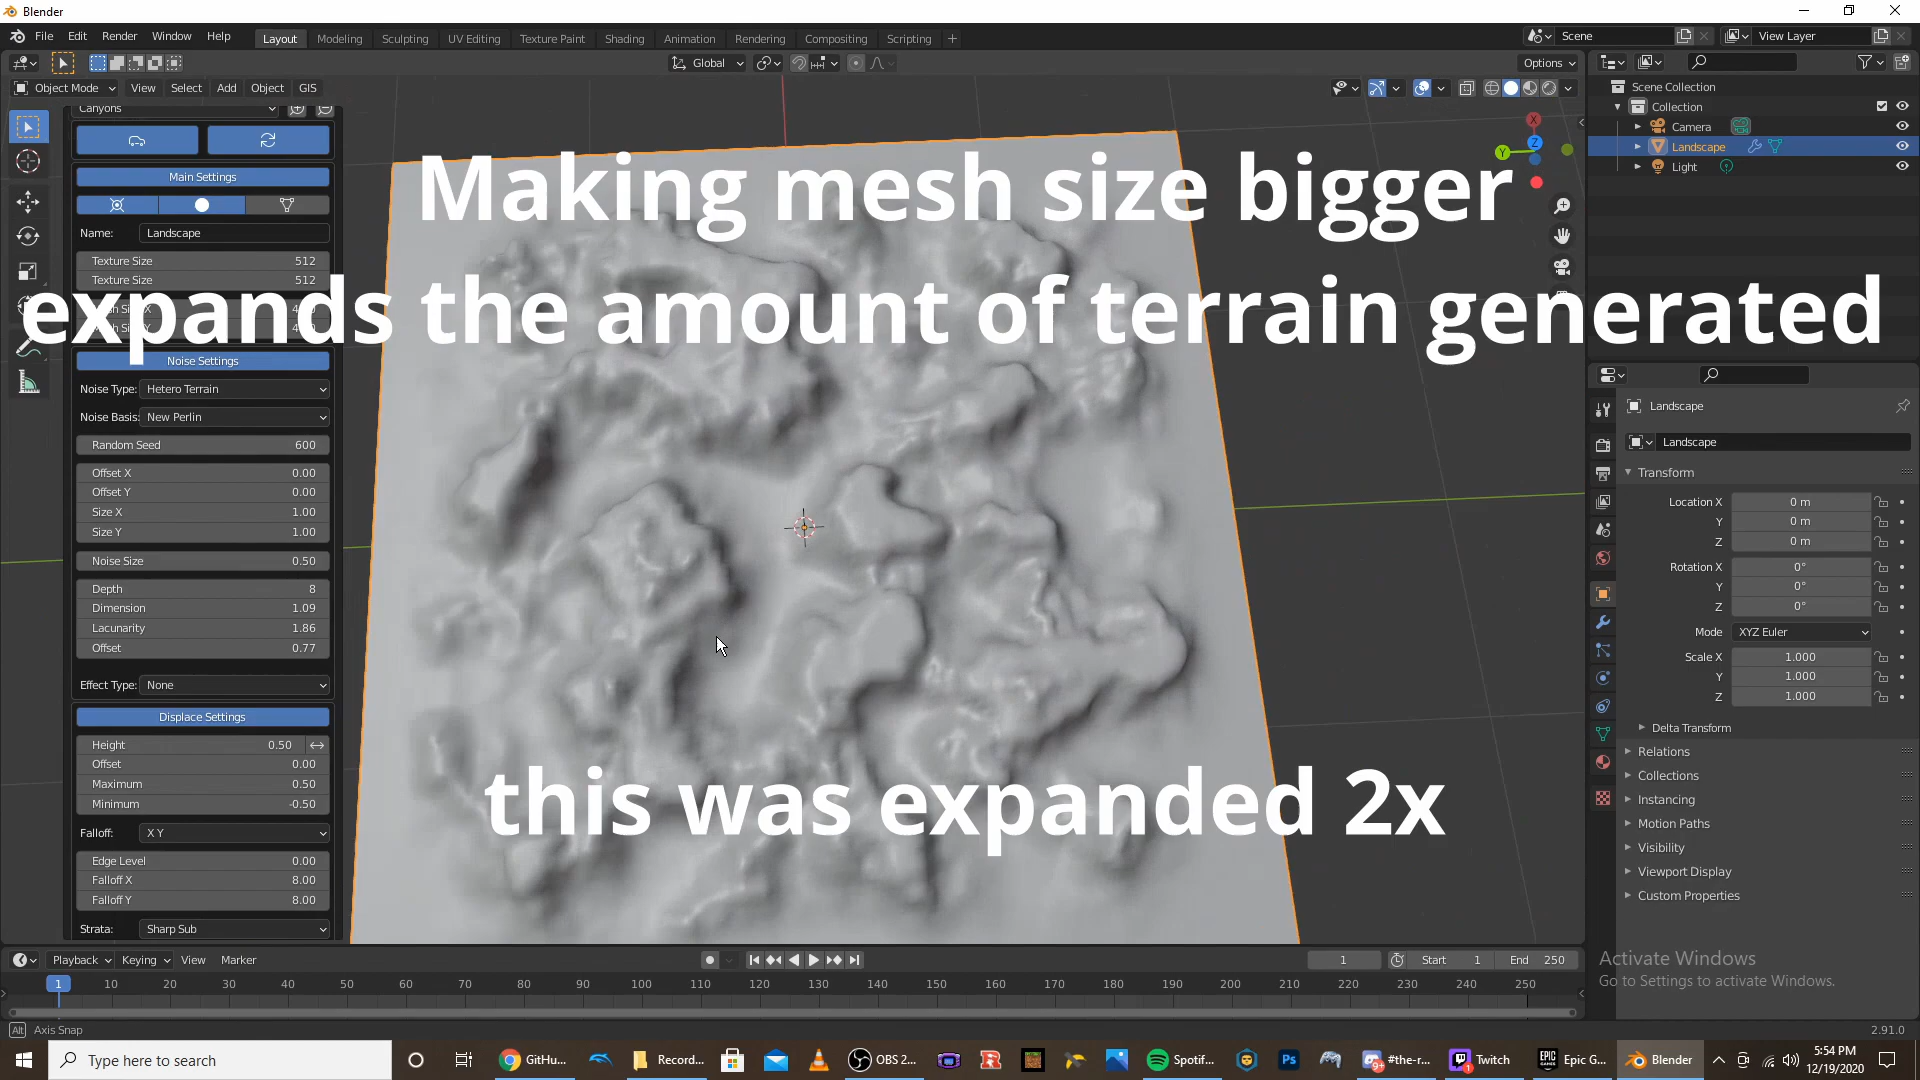 Blender
File Edit Render Window Help
Layout Modeling Sculpting UV Editing Texture Paint Shading Animation Rendering Compositing Scripting +
Scene
View Layer
Global
Options
Object Mode View Select Add Object GIS
Canyons
Main Settings
Name: Landscape
Texture Size 512
Texture Size 512
Making mesh size bigger
expands the amount of terrain generated
this was expanded 2x
Noise Settings
Noise Type: Hetero Terrain
Noise Basis: New Perlin
Random Seed 600
Offset X 0.00
Offset Y 0.00
Size X 1.00
Size Y 1.00
Noise Size 0.50
Depth 8
Dimension 1.09
Lacunarity 1.86
Offset 0.77
Effect Type: None
Displace Settings
Height 0.50
Offset 0.00
Maximum 0.50
Minimum -0.50
Falloff: X Y
Edge Level 0.00
Falloff X 8.00
Falloff Y 8.00
Strata: Sharp Sub
X
Y
Z
Scene Collection
Collection
Camera
Landscape
Light
Landscape
Landscape
Transform
Location X 0 m
Y 0 m
Z 0 m
Rotation X 0°
Y 0°
Z 0°
Mode XYZ Euler
Scale X 1.000
Y 1.000
Z 1.000
Delta Transform
Relations
Collections
Instancing
Motion Paths
Visibility
Viewport Display
Custom Properties
Activate Windows
Go to Settings to activate Windows.
Playback Keying View Marker
1 Start 1 End 250
1 10 20 30 40 50 60 70 80 90 100 110 120 130 140 150 160 170 180 190 200 210 220 230 240 250
Alt Axis Snap
2.91.0
Type here to search
GitHu...
Record...
OBS 2...
Spotif...
Ps
9+
#the-r...
1
Twitch
EPIC GAMES
Epic G...
Blender
5:54 PM
12/19/2020